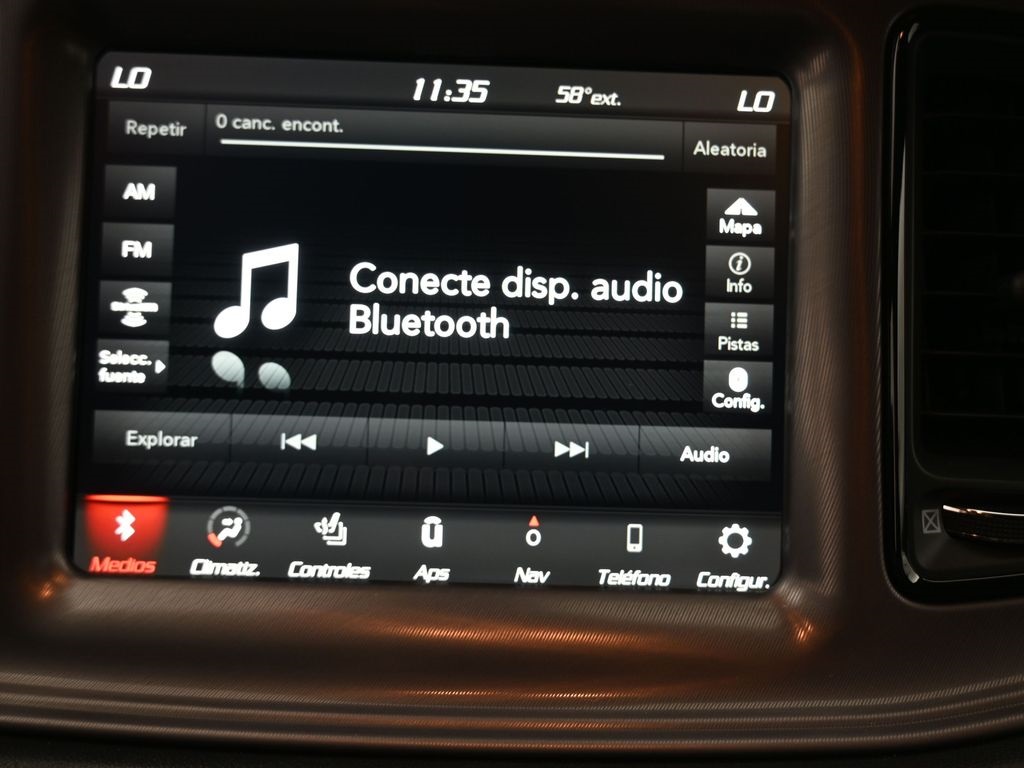 LO
11:35
58°ext.
LO
Repetir
0 canc. encont.
Aleatoria
AM
Mapa
FM
Info
Conecte disp. audio
Bluetooth
Pistas
Selecc.
fuente
Config.
Explorar
Audio
Medios
Climatiz.
Controles
Aps
Nav
Teléfono
Configur.